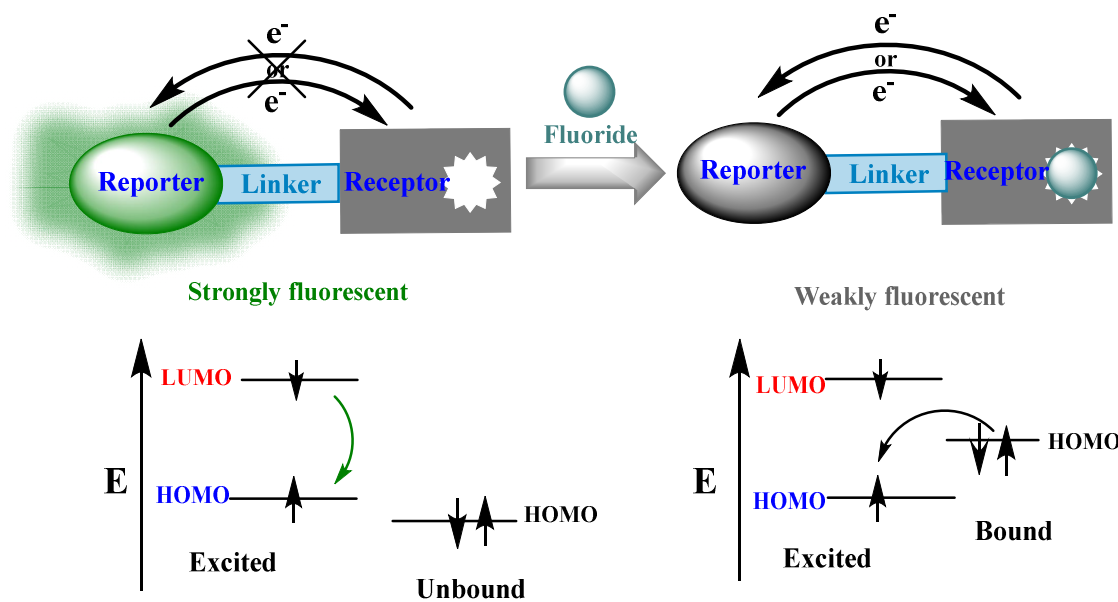 e-
or
e-
Reporter
Linker
Receptor
Fluoride
e-
or
e-
Reporter
Linker
Receptor
Strongly fluorescent
Weakly fluorescent
E
LUMO
HOMO
Excited
HOMO
Unbound
E
LUMO
HOMO
Excited
HOMO
Bound